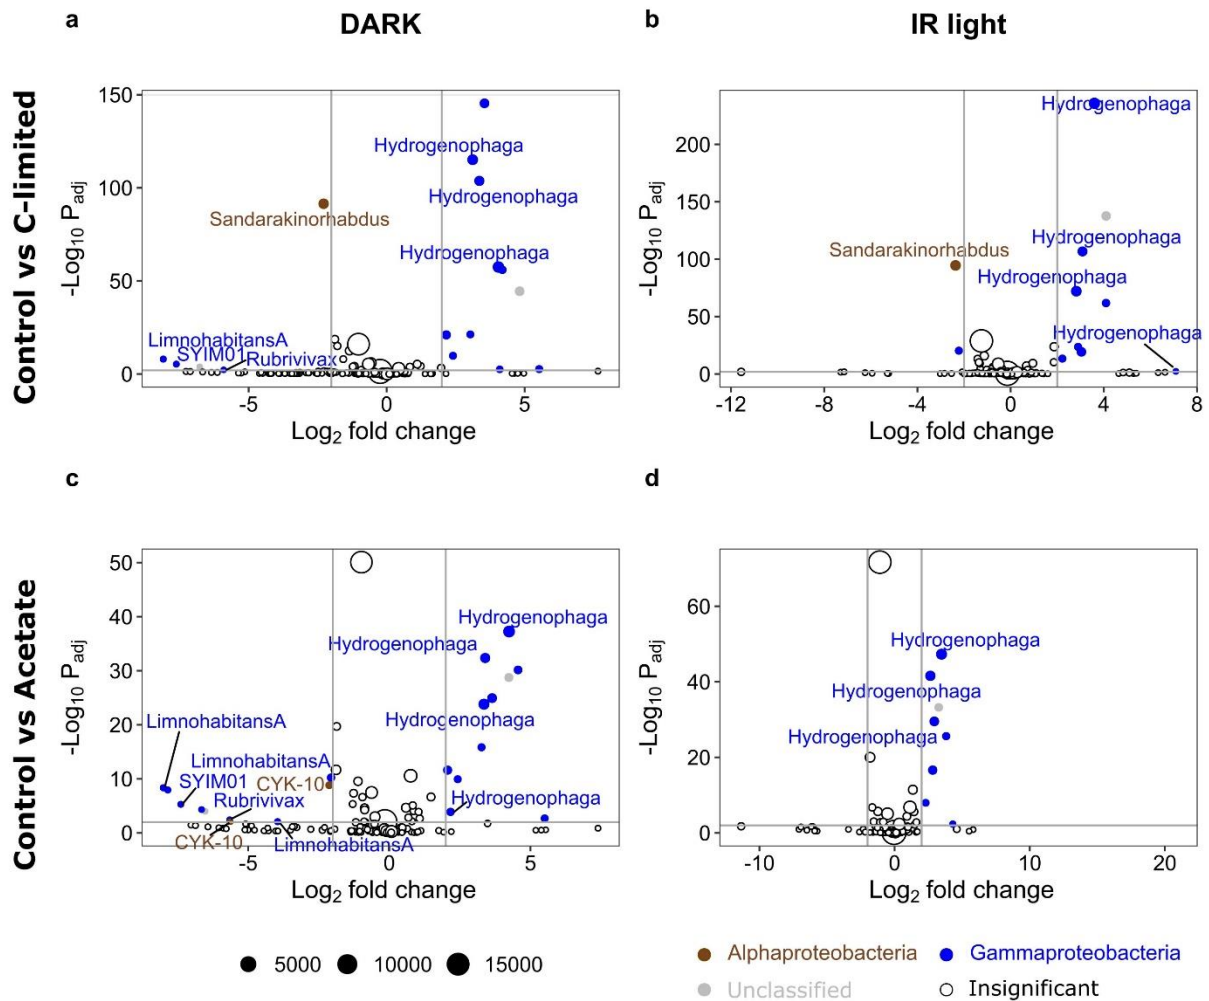 a
DARK
b
IR light
Control vs C-limited
-Log10 Padj
150
100
50
0
Hydrogenophaga
Hydrogenophaga
Sandarakinorhabdus
Hydrogenophaga
LimnohabitansA
SYIM01
Rubrivivax
-5
0
5
Log2 fold change
-Log10 Padj
200
150
100
50
0
Hydrogenophaga
Hydrogenophaga
Sandarakinorhabdus
Hydrogenophaga
Hydrogenophaga
-12
-8
-4
0
4
8
Log2 fold change
c
d
Control vs Acetate
-Log10 Padj
50
40
30
20
10
0
Hydrogenophaga
Hydrogenophaga
Hydrogenophaga
LimnohabitansA
LimnohabitansA
SYIM01
CYK-10
Rubrivivax
Hydrogenophaga
CYK-10
LimnohabitansA
-5
0
5
Log2 fold change
-Log10 Padj
60
40
20
0
Hydrogenophaga
Hydrogenophaga
Hydrogenophaga
-10
0
10
20
Log2 fold change
5000
10000
15000
Alphaproteobacteria
Gammaproteobacteria
Unclassified
Insignificant